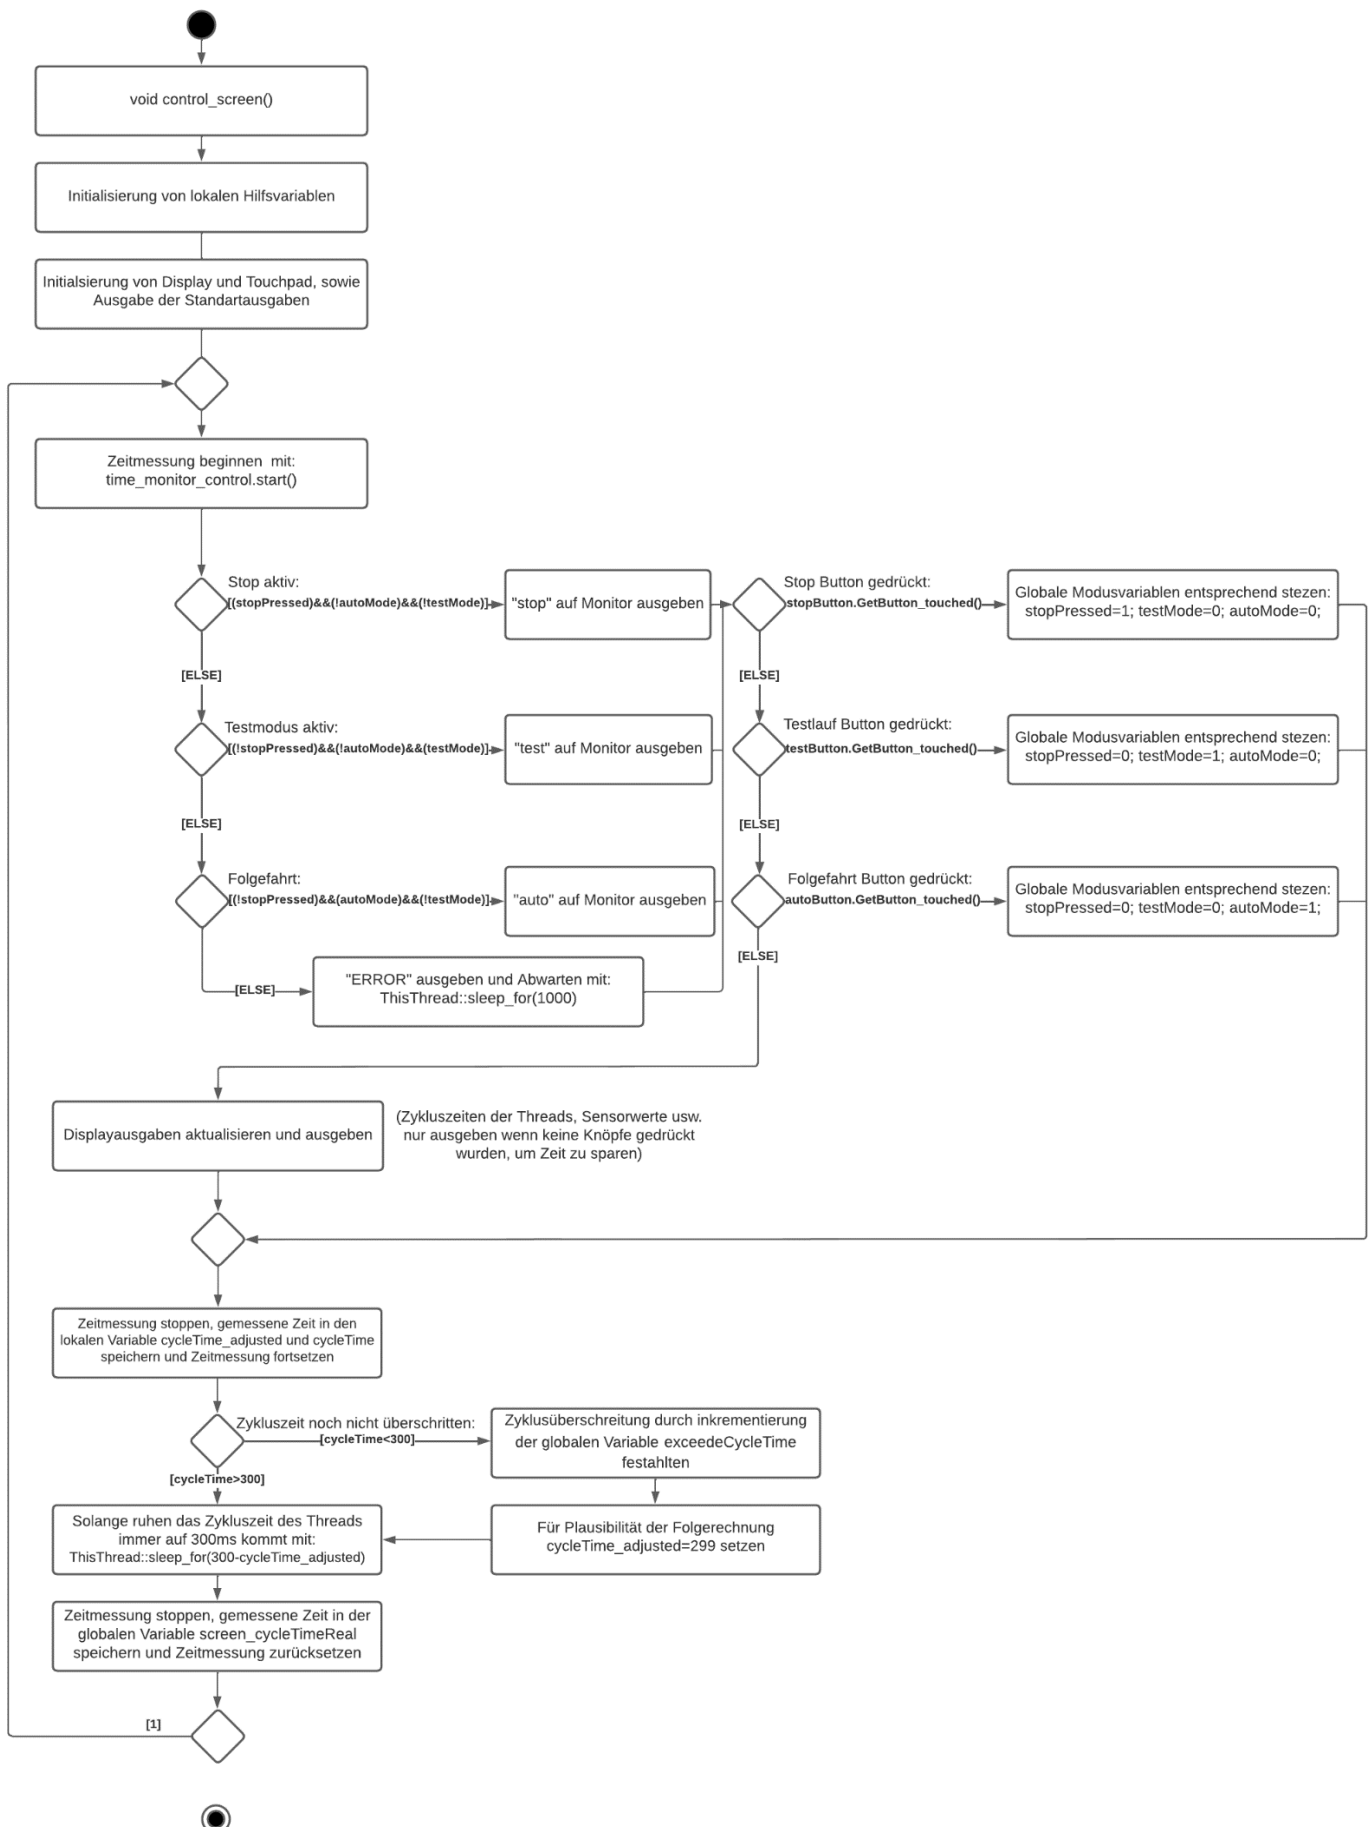 void control_screen()
Initialisierung von lokalen Hilfsvariablen
Initialsierung von Display und Touchpad, sowie
Ausgabe der Standartausgaben
Zeitmessung beginnen  mit:
time_monitor_control.start()
Stop aktiv:
[(stopPressed)&&(!autoMode)&&(!testMode)]
"stop" auf Monitor ausgeben
Stop Button gedrückt:
stopButton.GetButton_touched()
Globale Modusvariablen entsprechend stezen:
stopPressed=1; testMode=0; autoMode=0;
[ELSE]
[ELSE]
Testmodus aktiv:
[(!stopPressed)&&(!autoMode)&&(testMode)]
"test" auf Monitor ausgeben
Testlauf Button gedrückt:
testButton.GetButton_touched()
Globale Modusvariablen entsprechend stezen:
stopPressed=0; testMode=1; autoMode=0;
[ELSE]
[ELSE]
Folgefahrt:
[(!stopPressed)&&(autoMode)&&(!testMode)]
"auto" auf Monitor ausgeben
Folgefahrt Button gedrückt:
autoButton.GetButton_touched()
Globale Modusvariablen entsprechend stezen:
stopPressed=0; testMode=0; autoMode=1;
[ELSE]
[ELSE]
"ERROR" ausgeben und Abwarten mit:
ThisThread::sleep_for(1000)
Displayausgaben aktualisieren und ausgeben
(Zykluszeiten der Threads, Sensorwerte usw.
nur ausgeben wenn keine Knöpfe gedrückt
wurden, um Zeit zu sparen)
Zeitmessung stoppen, gemessene Zeit in den
lokalen Variable cycleTime_adjusted und cycleTime
speichern und Zeitmessung fortsetzen
Zykluszeit noch nicht überschritten:
[cycleTime<300]
Zyklusüberschreitung durch inkrementierung
der globalen Variable exceedeCycleTime
festahlten
[cycleTime>300]
Solange ruhen das Zykluszeit des Threads
immer auf 300ms kommt mit:
ThisThread::sleep_for(300-cycleTime_adjusted)
Für Plausibilität der Folgerechnung
cycleTime_adjusted=299 setzen
Zeitmessung stoppen, gemessene Zeit in der
globalen Variable screen_cycleTimeReal
speichern und Zeitmessung zurücksetzen
[1]